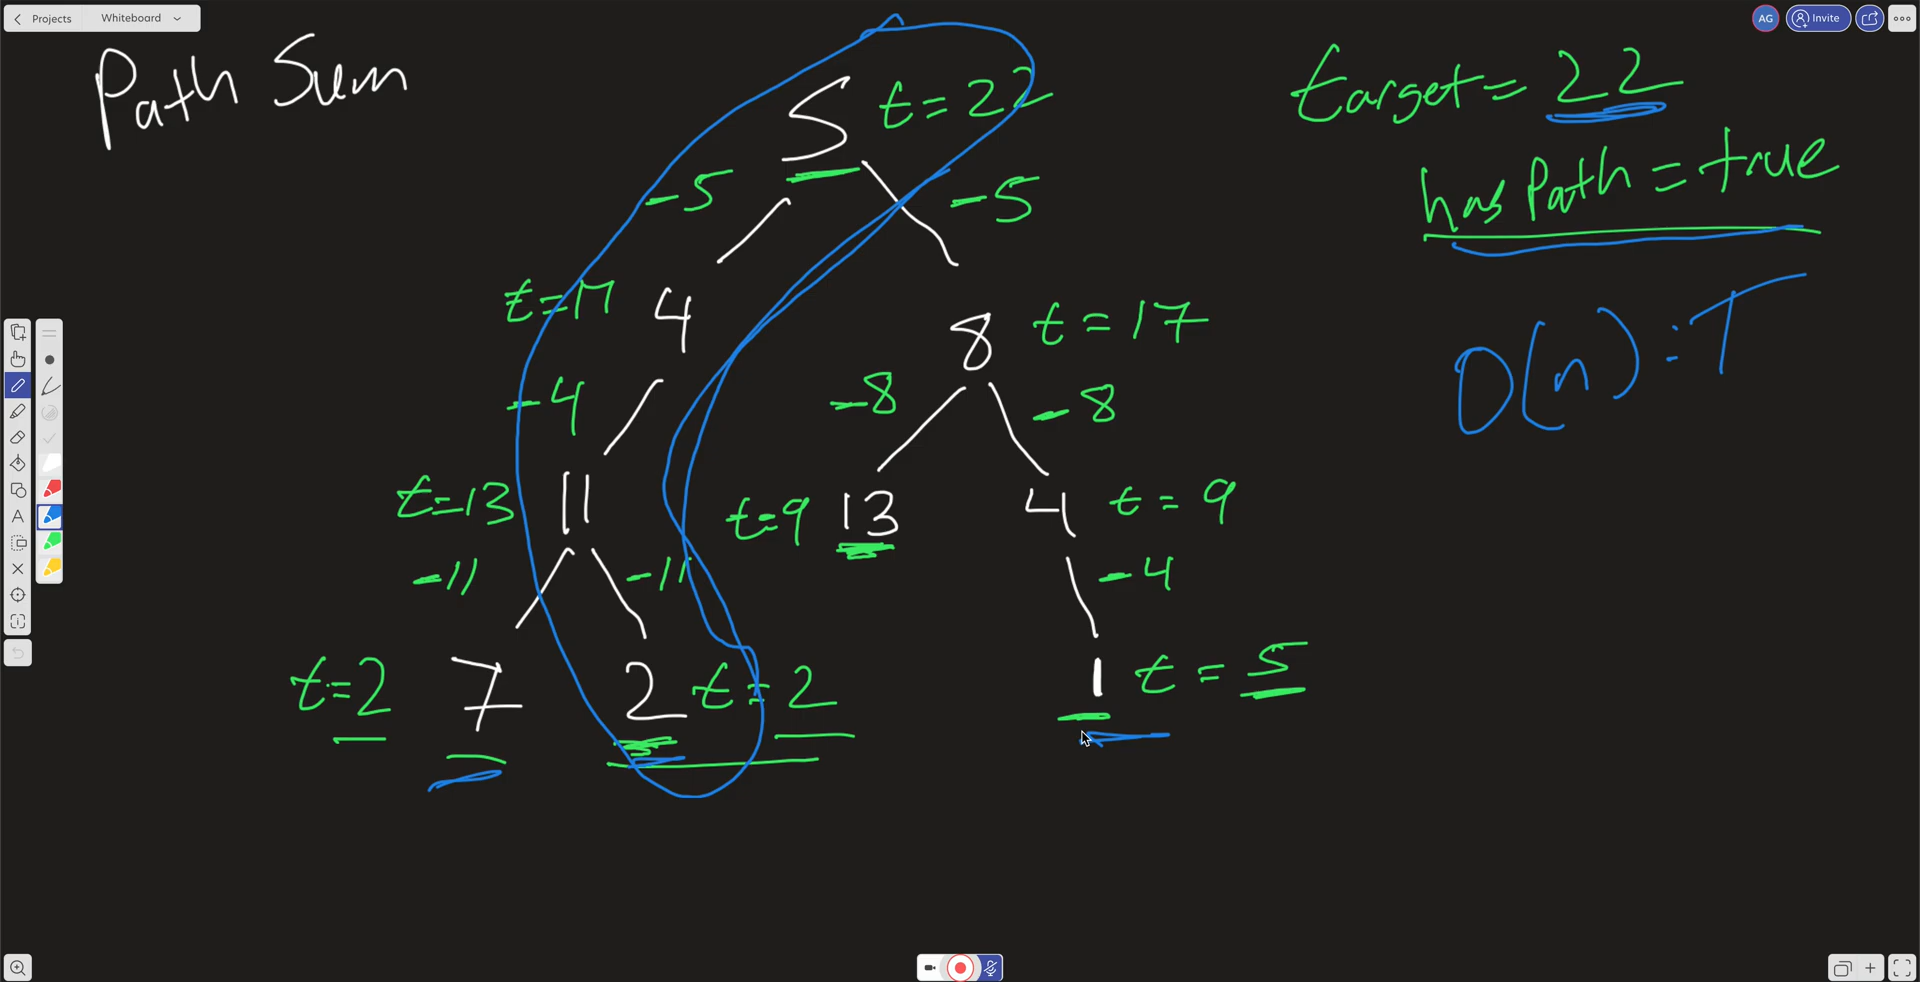 Projects Whiteboard
AG Invite
Path Sum
target = 22
hasPath = true
O(n) : T
5 t = 22
-5 -5
t = 17 4 8 t = 17
-4 -8 -8
t = 13 11 t = 9 13 4 t = 9
-11 -11 -4
t = 2 7 2 t = 2 1 t = 5